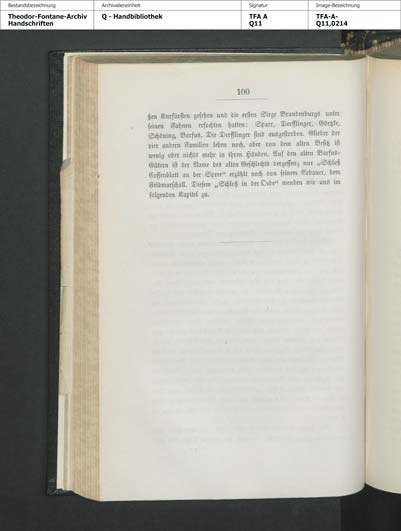 Bestandsbezeichnung Archivalieneinheit Signatur Image-Bezeichnung
Theodor-Fontane-Archiv Q - Handbibliothek TFA A TFA-A-
Handschriften Q11 Q11,0214
100
ßen Kurfürsten gesehen und die ersten Siege Brandenburgs unter
seinen Fahnen erfochten hatten: Sparr, Derfflinger, Görtzke,
Schöning, Barfus. Die Derfflinger sind ausgestorben. Glieder der
vier andern Familien leben noch, aber von dem alten Besitz ist
wenig oder nichts mehr in ihren Händen. Auf den alten Barfus-
Gütern ist der Name des alten Geschlechts vergessen; nur „Schloß
Cossenblatt an der Spree“ erzählt noch von seinem Erbauer, dem
Feldmarschall. Diesem „Schloß in der Oede“ wenden wir uns im
folgenden Kapitel zu.